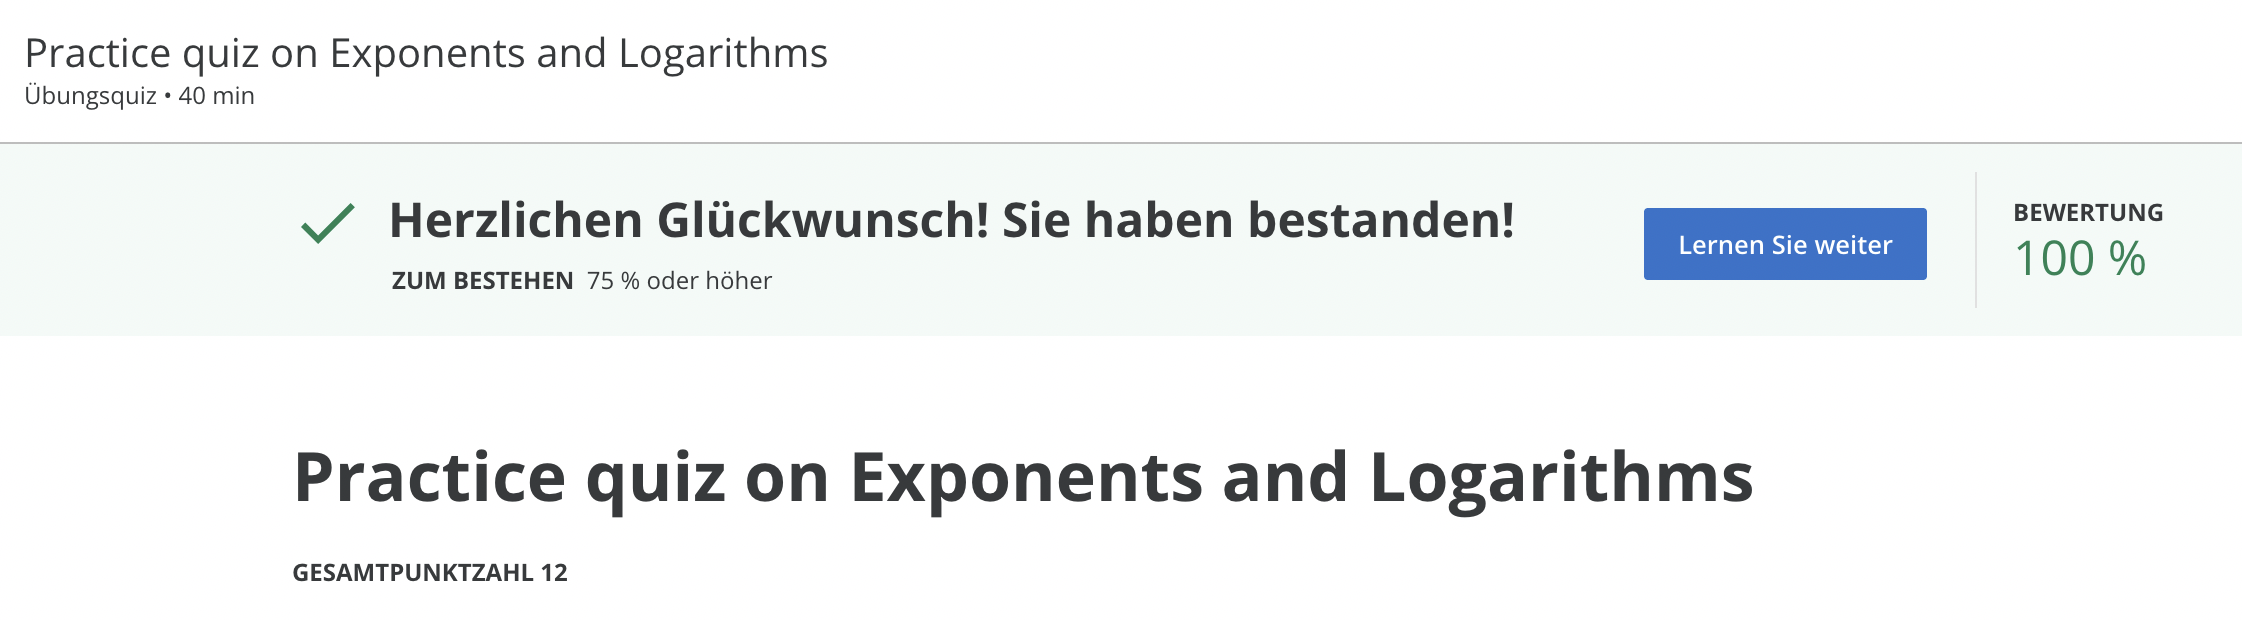 Practice quiz on Exponents and Logarithms
Übungsquiz • 40 min
Herzlichen Glückwunsch! Sie haben bestanden!
ZUM BESTEHEN 75 % oder höher
Lernen Sie weiter
BEWERTUNG
100 %
Practice quiz on Exponents and Logarithms
GESAMTPUNKTZAHL 12